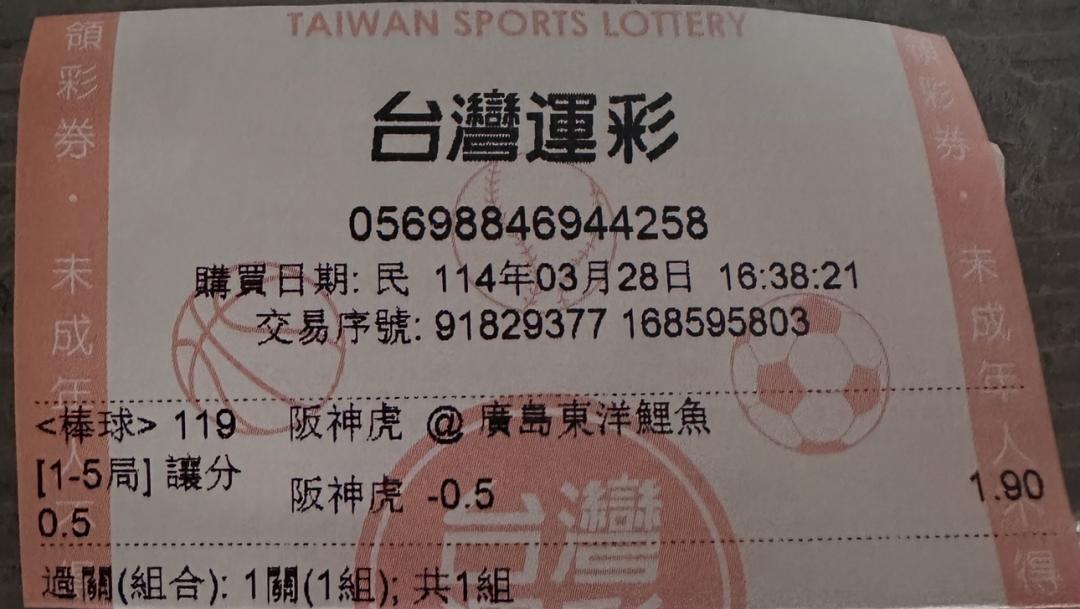 TAIWAN SPORTS LOTTERY
台灣運彩
05698846944258
購買日期: 民 114年03月28日 16:38:21
交易序號: 91829377 168595803
<棒球> 119 阪神虎 @ 廣島東洋鯉魚
[1-5局] 讓分 阪神虎 -0.5 1.90
0.5
過關(組合): 1關(1組); 共1組
領彩券 · 未成年人
彩券 · 未成年人 得
台灣